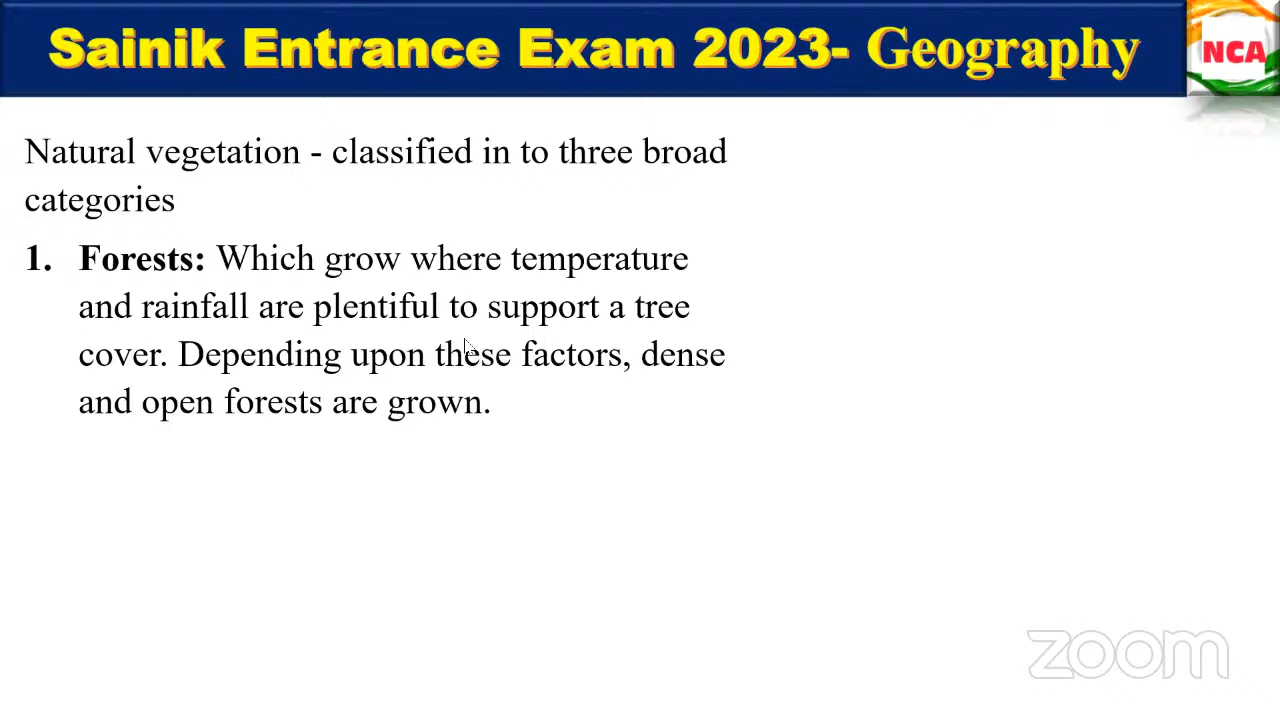 Sainik Entrance Exam 2023- Geography
NCA
Natural vegetation - classified in to three broad
categories
1. Forests: Which grow where temperature
and rainfall are plentiful to support a tree
cover. Depending upon these factors, dense
and open forests are grown.
zoom